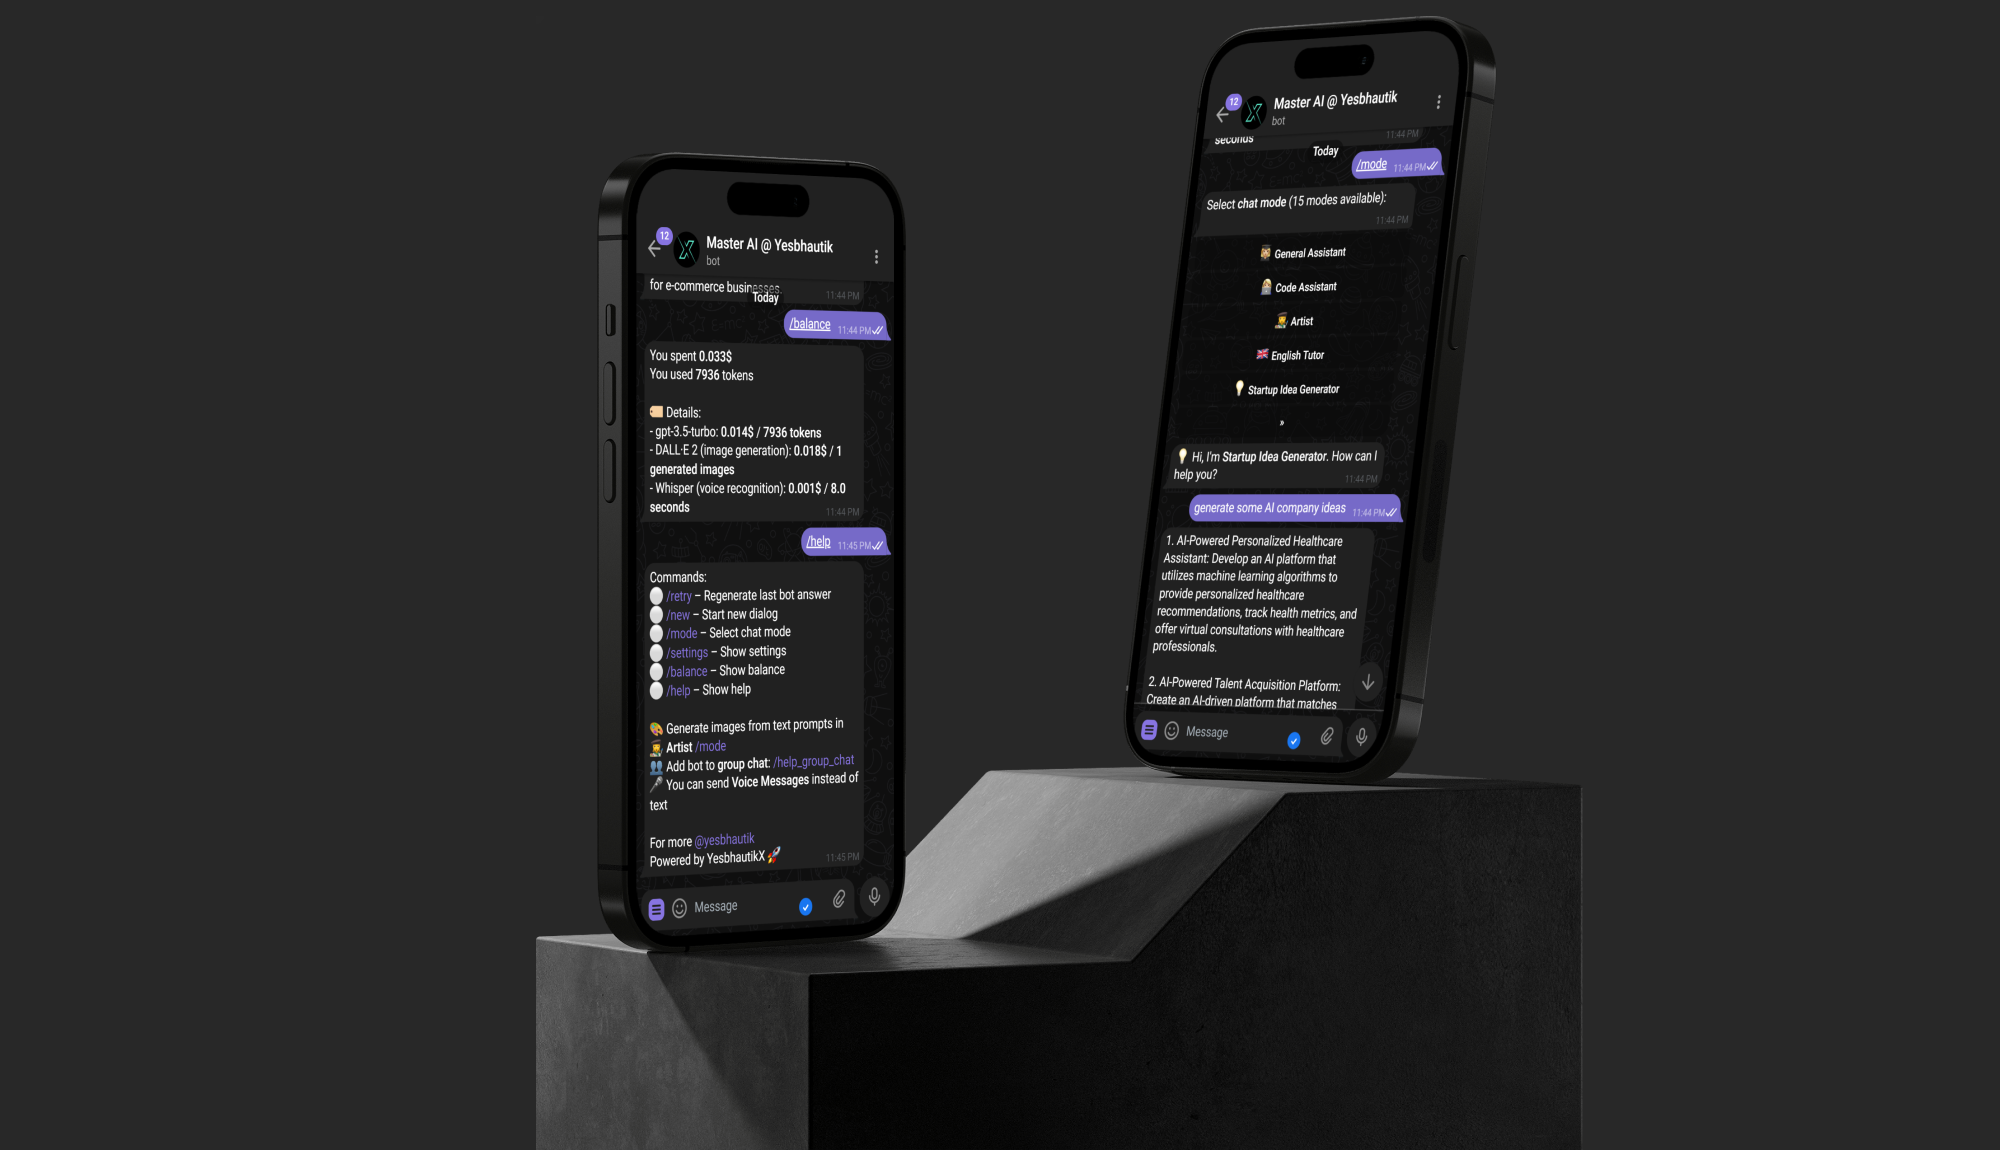 12
Master AI @ Yesbhautik
bot
for e-commerce businesses.
11:44 PM
Today
/balance 11:44 PM
You spent 0.033$
You used 7936 tokens
Details:
- gpt-3.5-turbo: 0.014$ / 7936 tokens
- DALL·E 2 (image generation): 0.018$ / 1
generated images
- Whisper (voice recognition): 0.001$ / 8.0
seconds
11:44 PM
/help 11:45 PM
Commands:
/retry – Regenerate last bot answer
/new – Start new dialog
/mode – Select chat mode
/settings – Show settings
/balance – Show balance
/help – Show help
Generate images from text prompts in
Artist /mode
Add bot to group chat: /help_group_chat
You can send Voice Messages instead of
text
For more @yesbhautik
Powered by YesbhautikX
11:45 PM
Message
12
Master AI @ Yesbhautik
bot
seconds
11:44 PM
Today
/mode 11:44 PM
Select chat mode (15 modes available):
11:44 PM
General Assistant
Code Assistant
Artist
English Tutor
Startup Idea Generator
»
Hi, I'm Startup Idea Generator. How can I
help you?
11:44 PM
generate some AI company ideas 11:44 PM
1. AI-Powered Personalized Healthcare
Assistant: Develop an AI platform that
utilizes machine learning algorithms to
provide personalized healthcare
recommendations, track health metrics, and
offer virtual consultations with healthcare
professionals.
2. AI-Powered Talent Acquisition Platform:
Create an AI-driven platform that matches
Message